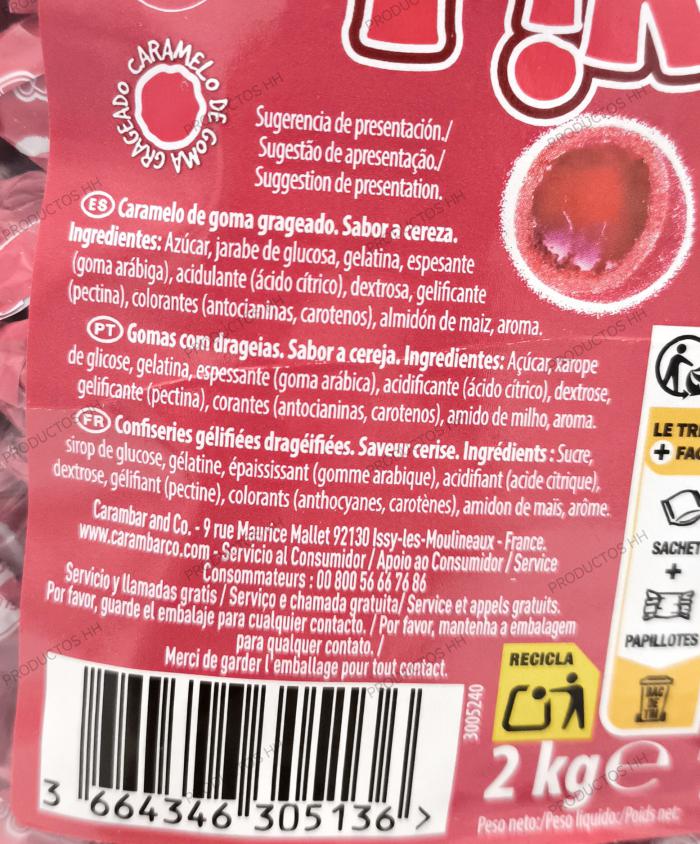 CARAMELO DE GOMA GRAGEADO
Sugerencia de presentación./
Sugestão de apresentação./
Suggestion de presentation.
ES Caramelo de goma grageado. Sabor a cereza.
Ingredientes: Azúcar, jarabe de glucosa, gelatina, espesante
(goma arábiga), acidulante (ácido cítrico), dextrosa, gelificante
(pectina), colorantes (antocianinas, carotenos), almidón de maiz, aroma.
PT Gomas com drageias. Sabor a cereja. Ingredientes: Açúcar, xarope
de glicose, gelatina, espessante (goma arábica), acidificante (ácido cítrico), dextrose,
gelificante (pectina), corantes (antocianinas, carotenos), amido de milho, aroma.
FR Confiseries gélifiées dragéifiées. Saveur cerise. Ingrédients : Sucre,
sirop de glucose, gélatine, épaississant (gomme arabique), acidifiant (acide citrique),
dextrose, gélifiant (pectine), colorants (anthocyanes, carotènes), amidon de maïs, arôme.
Carambar and Co. - 9 rue Maurice Mallet 92130 Issy-les-Moulineaux - France.
www.carambarco.com - Servicio al Consumidor / Apoio ao Consumidor / Service
Consommateurs : 00 800 56 66 76 86
Servicio y llamadas gratis / Serviço e chamada gratuita/ Service et appels gratuits.
Por favor, guarde el embalaje para cualquier contacto. / Por favor, mantenha a embalagem
para qualquer contato. /
Merci de garder l'emballage pour tout contact.
LE TRI
+ FAC
SACHET
+
PAPILLOTES
BAC
DE
TRI
RECICLA
3005240
2 kg e
Peso neto:/Peso líquido:/Poids net:
3 664346 305136 >
PRODUCTOS HH